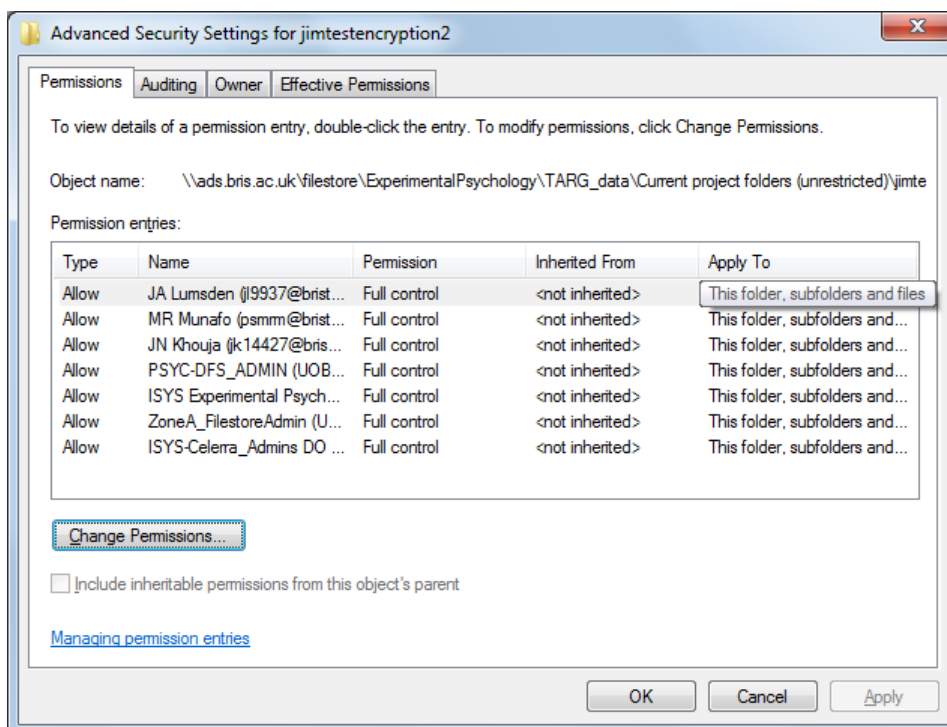 Advanced Security Settings for jimtestencryption2
x
Permissions Auditing Owner Effective Permissions
To view details of a permission entry, double-click the entry. To modify permissions, click Change Permissions.
Object name: \\ads.bris.ac.uk\filestore\ExperimentalPsychology\TARG_data\Current project folders (unrestricted)\jimte
Permission entries:
Type Name Permission Inherited From Apply To
Allow JA Lumsden (jl9937@brist... Full control <not inherited> This folder, subfolders and files
Allow MR Munafo (psmrm@brist... Full control <not inherited> This folder, subfolders and...
Allow JN Khouja (jk14427@bris... Full control <not inherited> This folder, subfolders and...
Allow PSYC-DFS_ADMIN (UOB... Full control <not inherited> This folder, subfolders and...
Allow ISYS Experimental Psych... Full control <not inherited> This folder, subfolders and...
Allow ZoneA_FilestoreAdmin (U... Full control <not inherited> This folder, subfolders and...
Allow ISYS-Celerra_Admins DO ... Full control <not inherited> This folder, subfolders and...
Change Permissions...
Include inheritable permissions from this object's parent
Managing permission entries
OK Cancel Apply